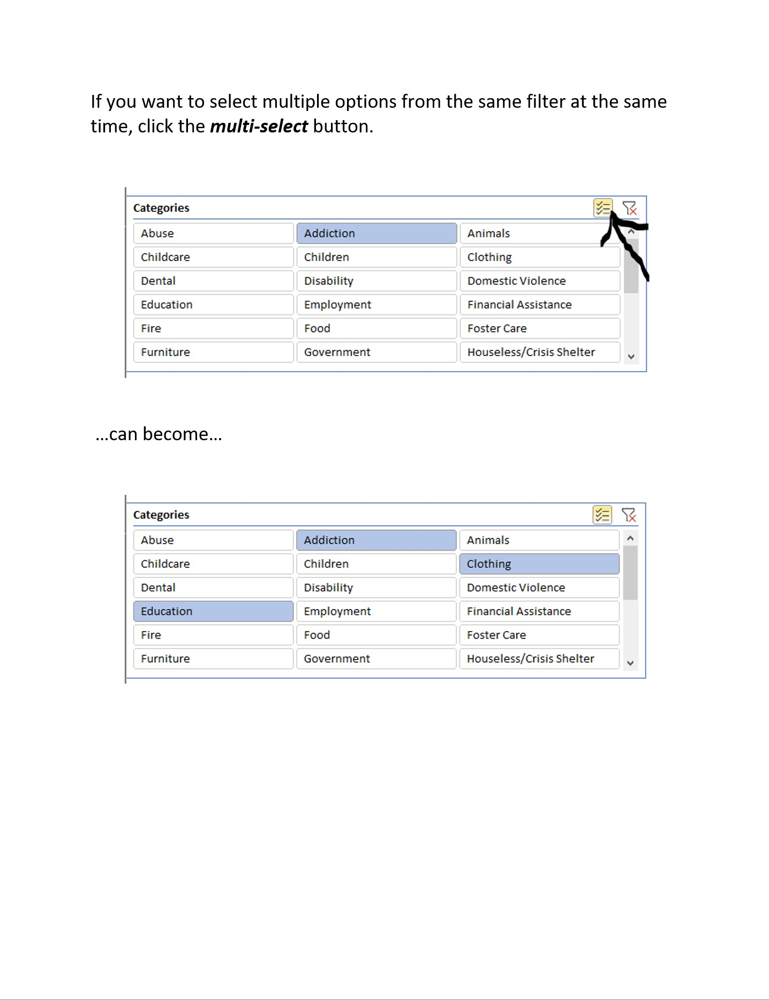 If you want to select multiple options from the same filter at the same
time, click the multi-select button.
Categories
Abuse Addiction Animals
Childcare Children Clothing
Dental Disability Domestic Violence
Education Employment Financial Assistance
Fire Food Foster Care
Furniture Government Houseless/Crisis Shelter
...can become...
Categories
Abuse Addiction Animals
Childcare Children Clothing
Dental Disability Domestic Violence
Education Employment Financial Assistance
Fire Food Foster Care
Furniture Government Houseless/Crisis Shelter